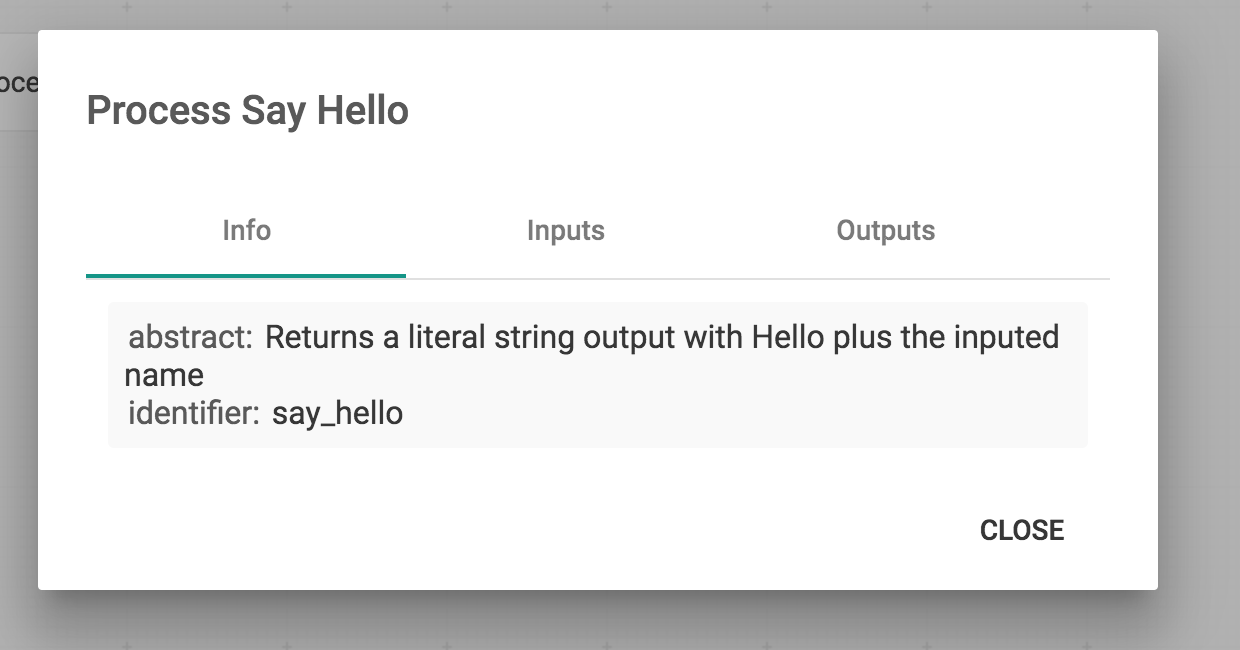 oce
Process Say Hello
Info Inputs Outputs
abstract: Returns a literal string output with Hello plus the inputed
name
identifier: say_hello
CLOSE